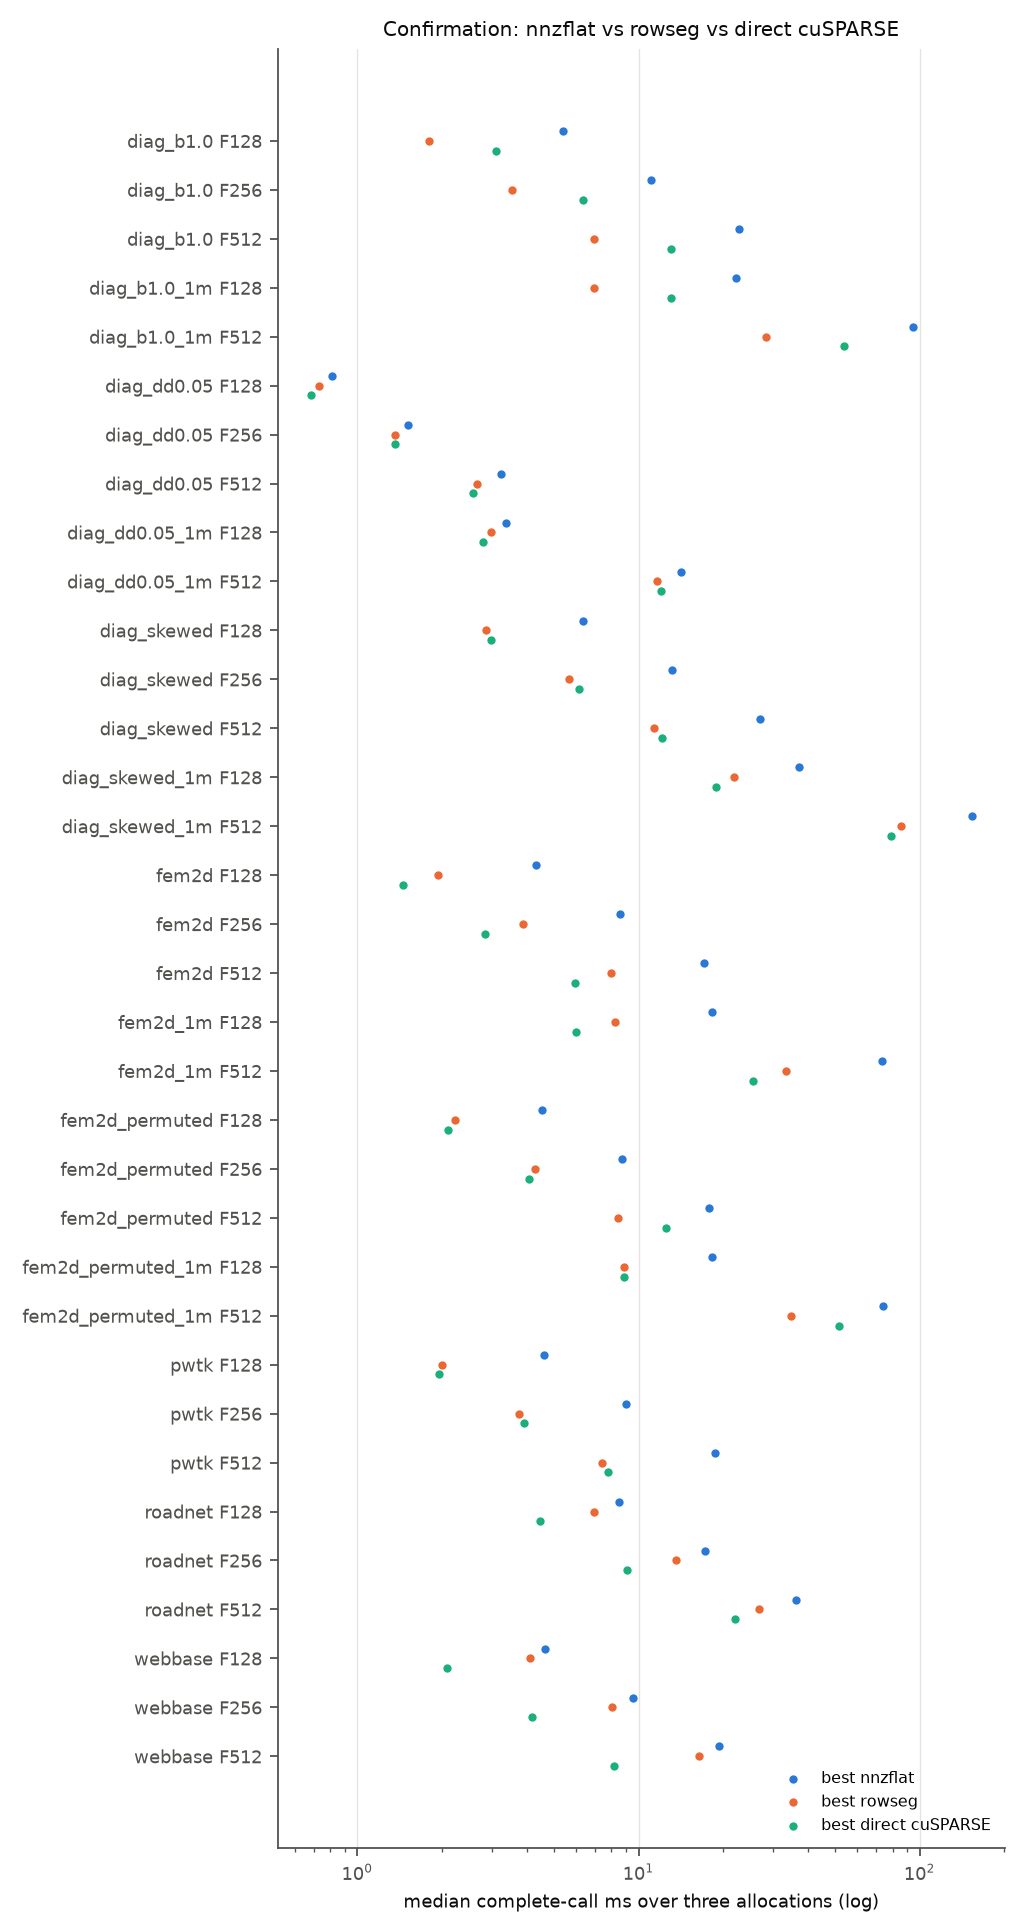 Confirmation: nnzflat vs rowseg vs direct cuSPARSE
diag_b1.0 F128
diag_b1.0 F256
diag_b1.0 F512
diag_b1.0_1m F128
diag_b1.0_1m F512
diag_dd0.05 F128
diag_dd0.05 F256
diag_dd0.05 F512
diag_dd0.05_1m F128
diag_dd0.05_1m F512
diag_skewed F128
diag_skewed F256
diag_skewed F512
diag_skewed_1m F128
diag_skewed_1m F512
fem2d F128
fem2d F256
fem2d F512
fem2d_1m F128
fem2d_1m F512
fem2d_permuted F128
fem2d_permuted F256
fem2d_permuted F512
fem2d_permuted_1m F128
fem2d_permuted_1m F512
pwtk F128
pwtk F256
pwtk F512
roadnet F128
roadnet F256
roadnet F512
webbase F128
webbase F256
webbase F512
best nnzflat
best rowseg
best direct cuSPARSE
10⁰ 10¹ 10²
median complete-call ms over three allocations (log)